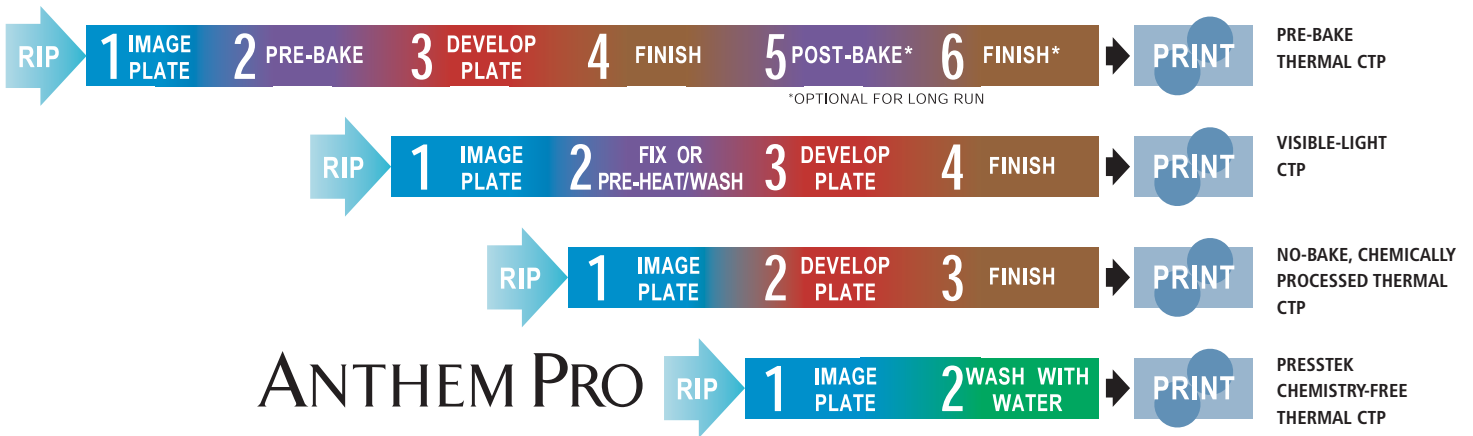 RIP
1 IMAGE PLATE
2 PRE-BAKE
3 DEVELOP PLATE
4 FINISH
5 POST-BAKE*
6 FINISH*
PRINT
PRE-BAKE
THERMAL CTP
*OPTIONAL FOR LONG RUN
RIP
1 IMAGE PLATE
2 FIX OR PRE-HEAT/WASH
3 DEVELOP PLATE
4 FINISH
PRINT
VISIBLE-LIGHT
CTP
RIP
1 IMAGE PLATE
2 DEVELOP PLATE
3 FINISH
PRINT
NO-BAKE, CHEMICALLY
PROCESSED THERMAL
CTP
ANTHEM PRO
RIP
1 IMAGE PLATE
2 WASH WITH WATER
PRINT
PRESSTEK
CHEMISTRY-FREE
THERMAL CTP